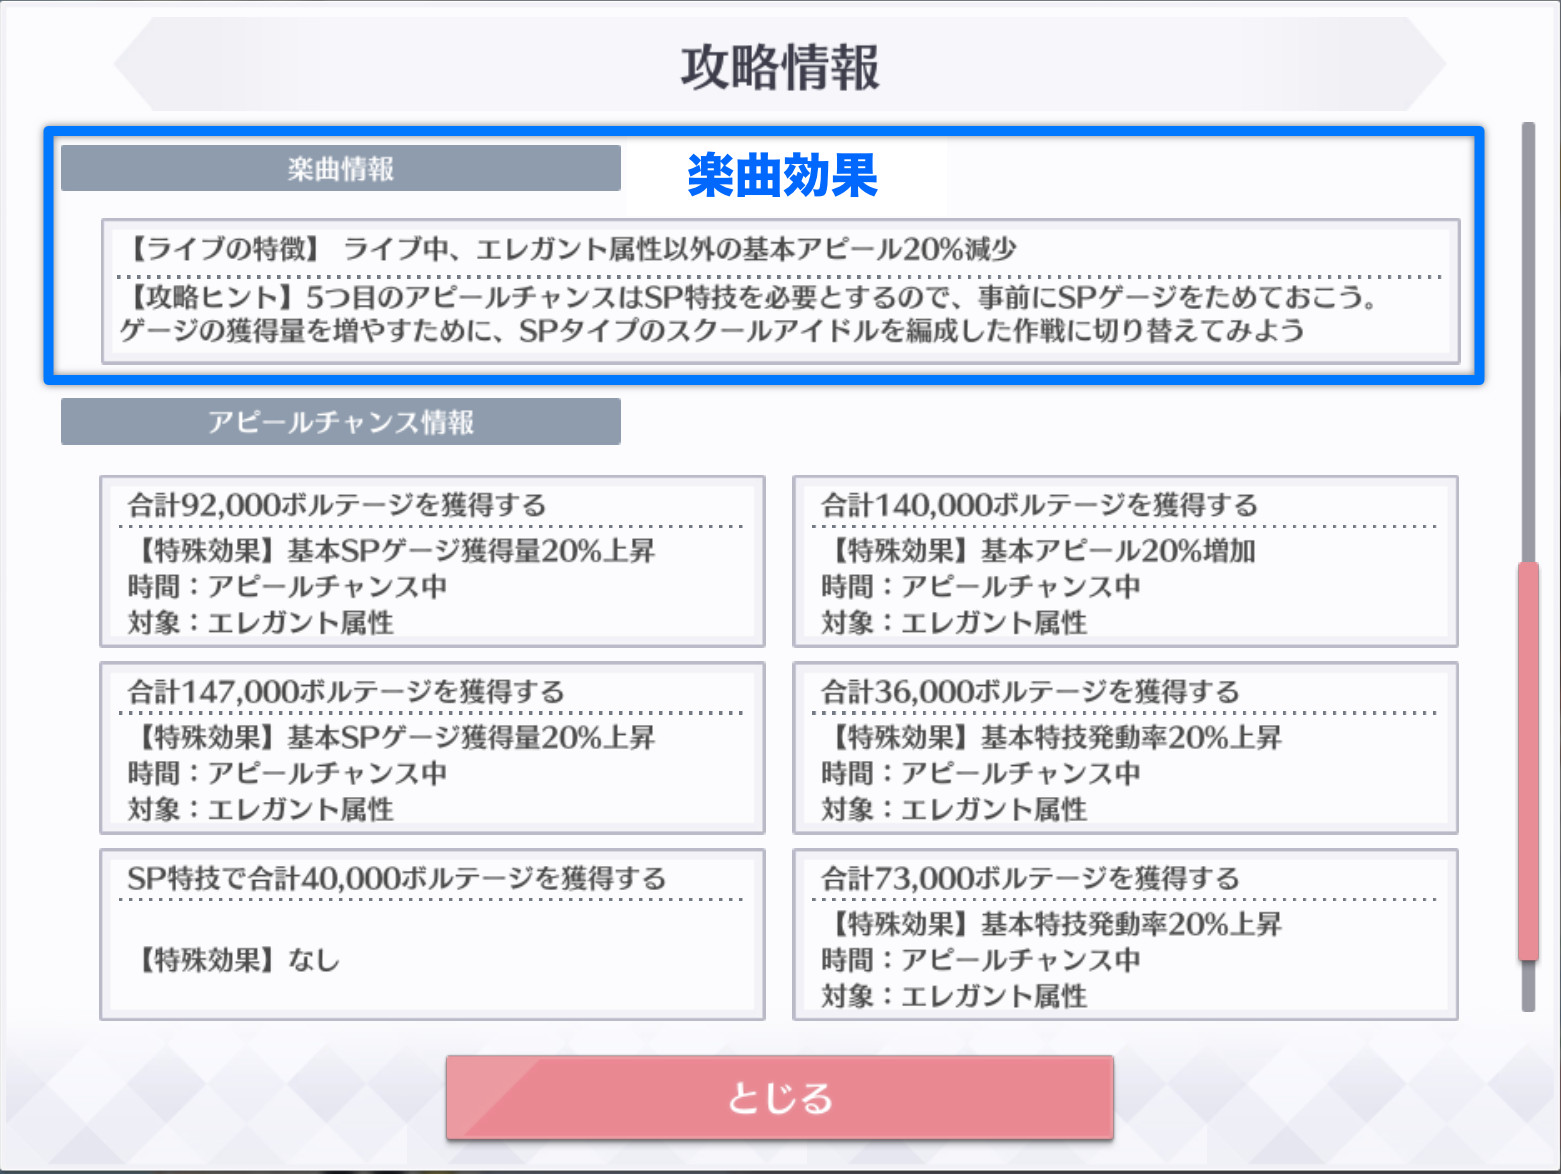 攻略情報
楽曲情報
楽曲効果
【ライブの特徴】 ライブ中、エレガント属性以外の基本アピール20%減少
【攻略ヒント】5つ目のアピールチャンスはSP特技を必要とするので、事前にSPゲージをためておこう。
ゲージの獲得量を増やすために、SPタイプのスクールアイドルを編成した作戦に切り替えてみよう
アピールチャンス情報
合計92,000ボルテージを獲得する
【特殊効果】基本SPゲージ獲得量20%上昇
時間：アピールチャンス中
対象：エレガント属性
合計140,000ボルテージを獲得する
【特殊効果】基本アピール20%増加
時間：アピールチャンス中
対象：エレガント属性
合計147,000ボルテージを獲得する
【特殊効果】基本SPゲージ獲得量20%上昇
時間：アピールチャンス中
対象：エレガント属性
合計36,000ボルテージを獲得する
【特殊効果】基本特技発動率20%上昇
時間：アピールチャンス中
対象：エレガント属性
SP特技で合計40,000ボルテージを獲得する
【特殊効果】なし
合計73,000ボルテージを獲得する
【特殊効果】基本特技発動率20%上昇
時間：アピールチャンス中
対象：エレガント属性
とじる